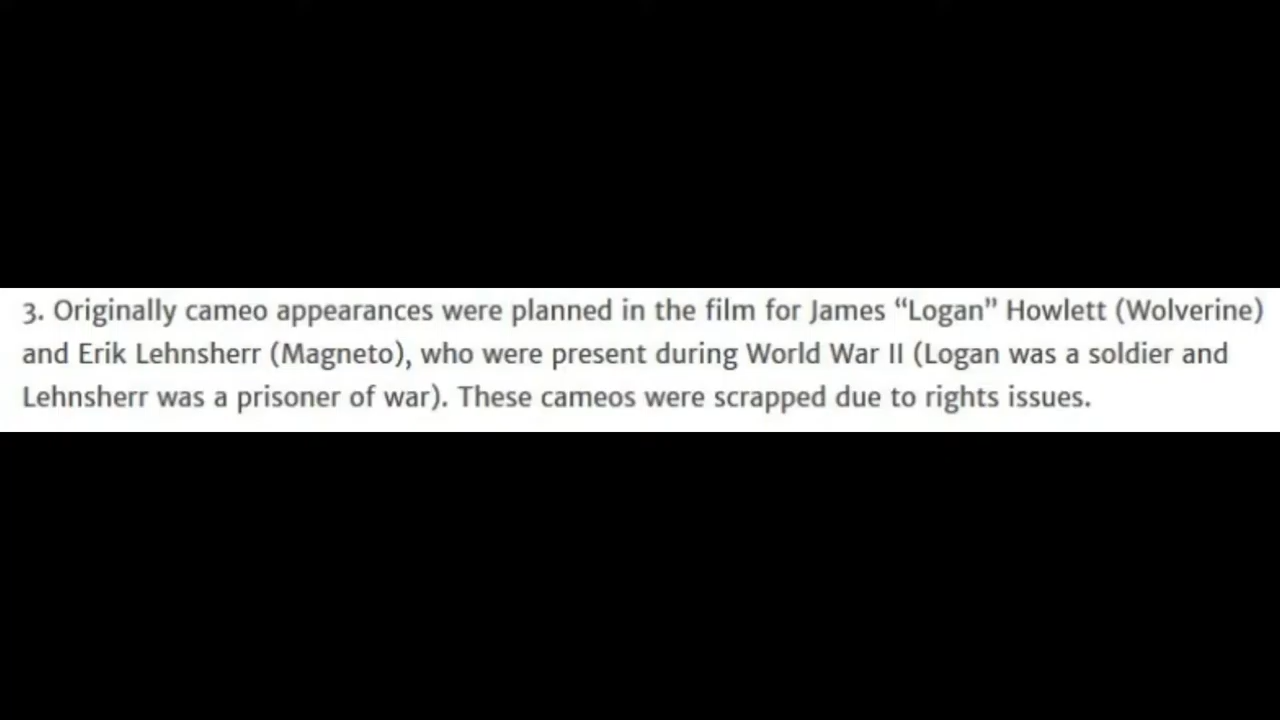 3. Originally cameo appearances were planned in the film for James “Logan” Howlett (Wolverine)
and Erik Lehnsherr (Magneto), who were present during World War II (Logan was a soldier and
Lehnsherr was a prisoner of war). These cameos were scrapped due to rights issues.